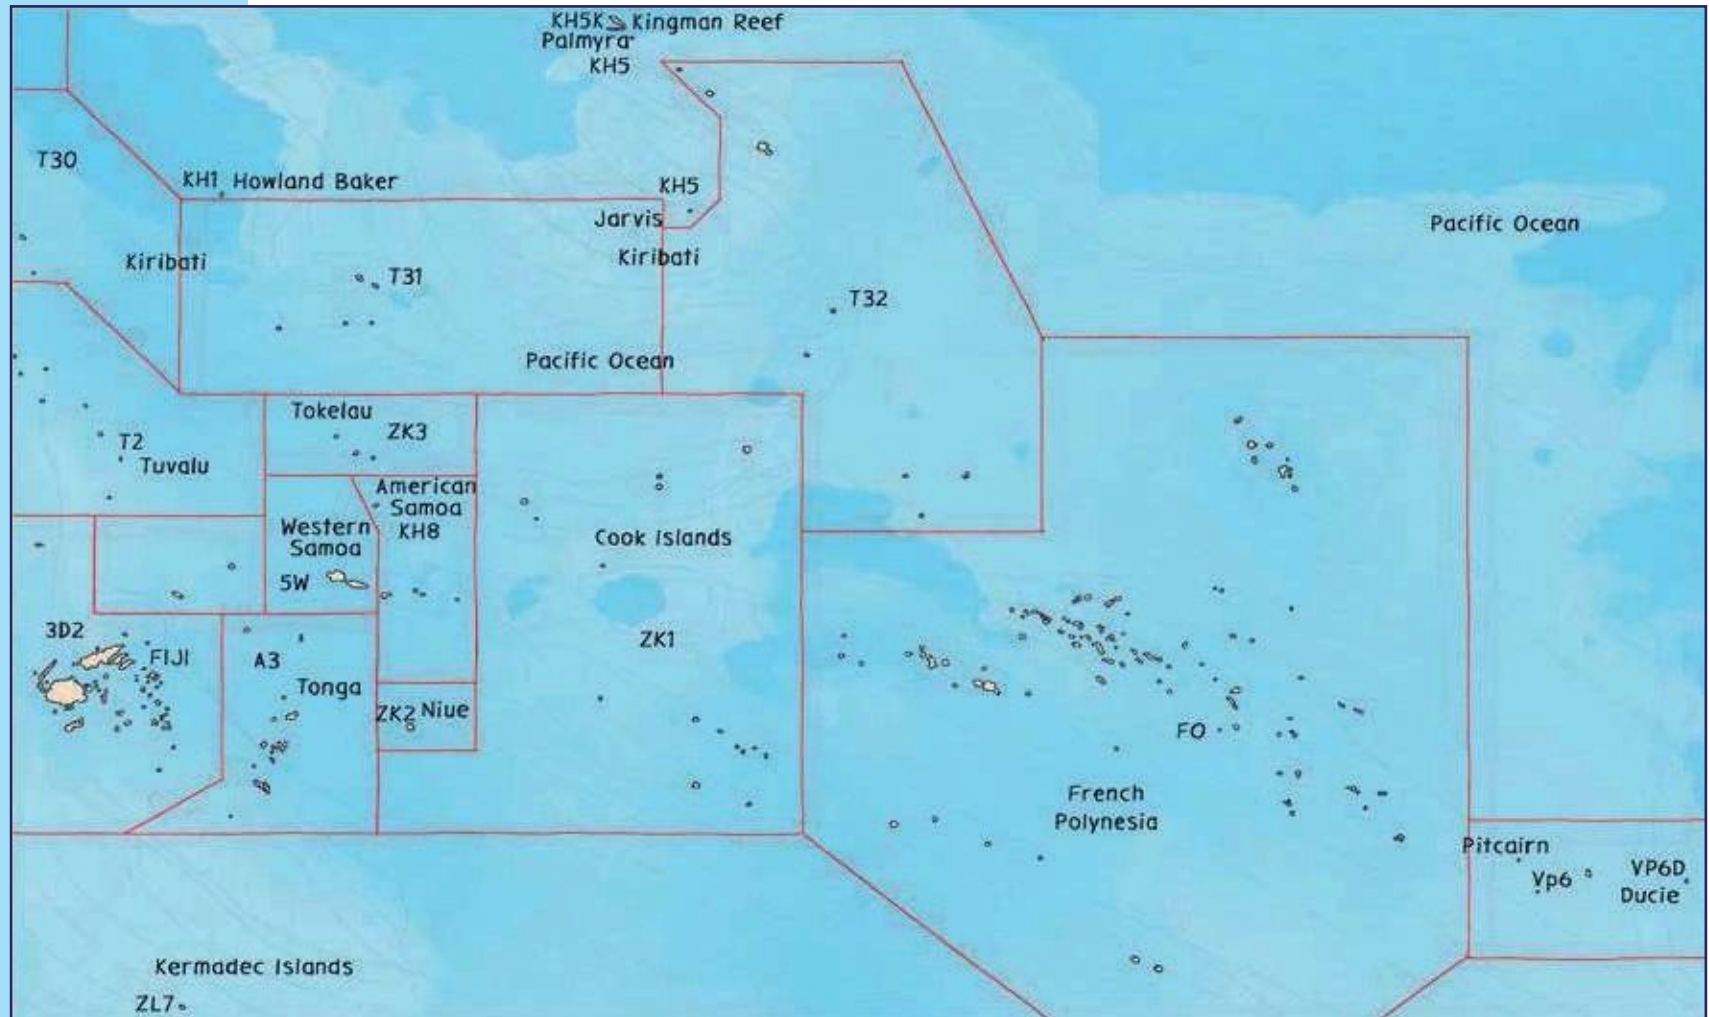 KH5K Kingman Reef
Palmyra
KH5
T30
KH1 Howland Baker
KH5
Jarvis
Pacific Ocean
Kiribati
Kiribati
T31
T32
Pacific Ocean
Tokelau
ZK3
T2
Tuvalu
American
Samoa
KH8
Western
Samoa
5W
Cook Islands
ZK1
3D2
FIJI
A3
Tonga
ZK2 Niue
FO
French
Polynesia
Pitcairn
Vp6
VP6D
Ducie
Kermadec Islands
ZL7